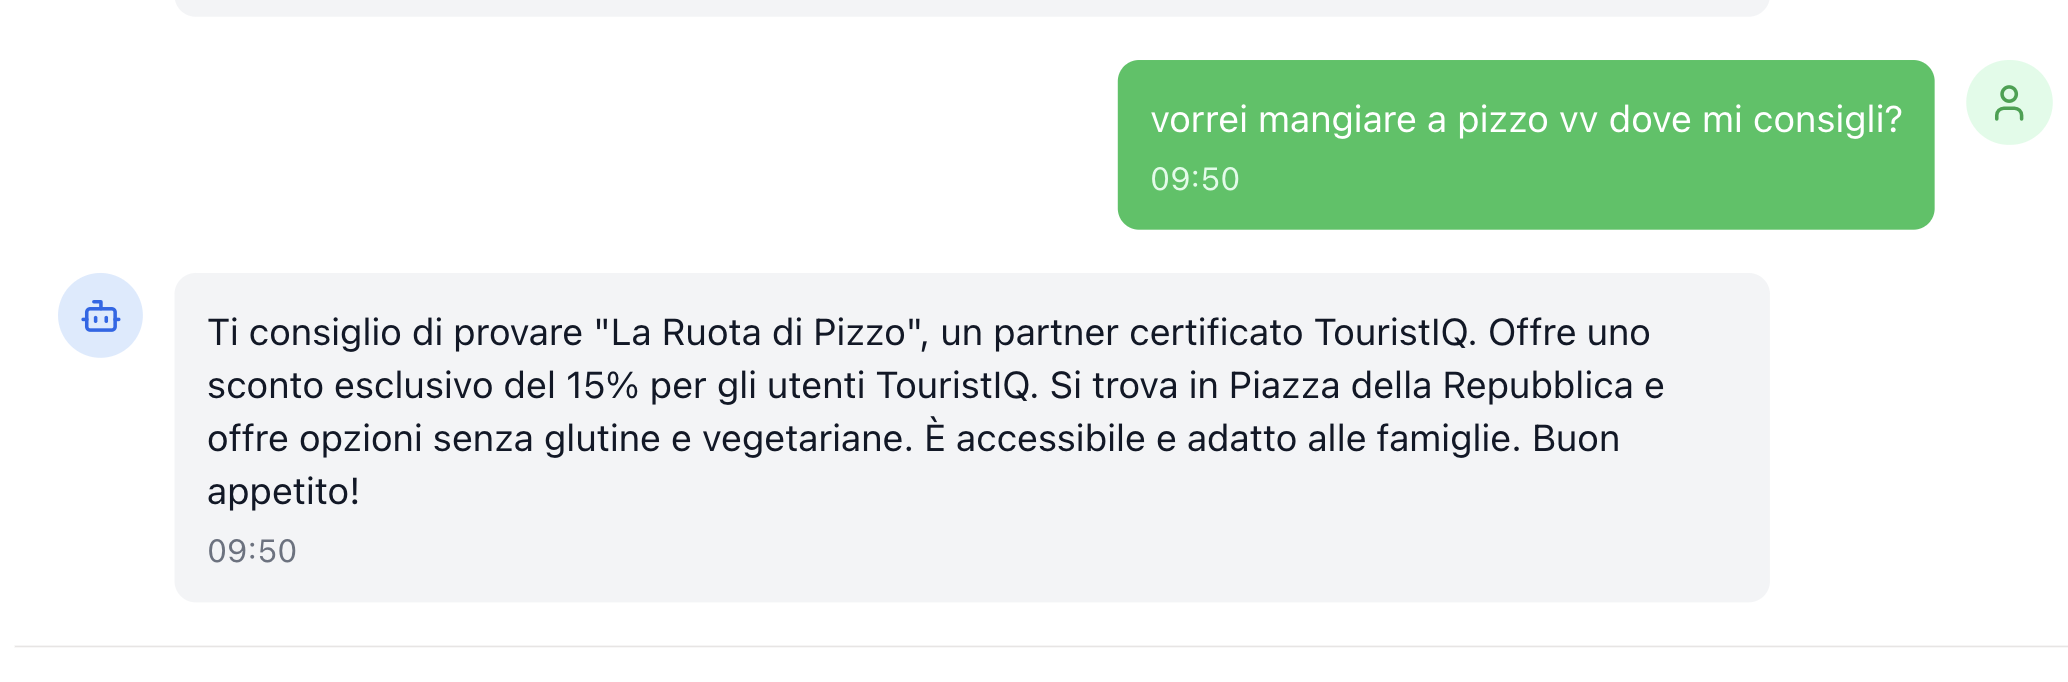 vorrei mangiare a pizzo vv dove mi consigli?
09:50
Ti consiglio di provare "La Ruota di Pizzo", un partner certificato TouristIQ. Offre uno
sconto esclusivo del 15% per gli utenti TouristIQ. Si trova in Piazza della Repubblica e
offre opzioni senza glutine e vegetariane. È accessibile e adatto alle famiglie. Buon
appetito!
09:50